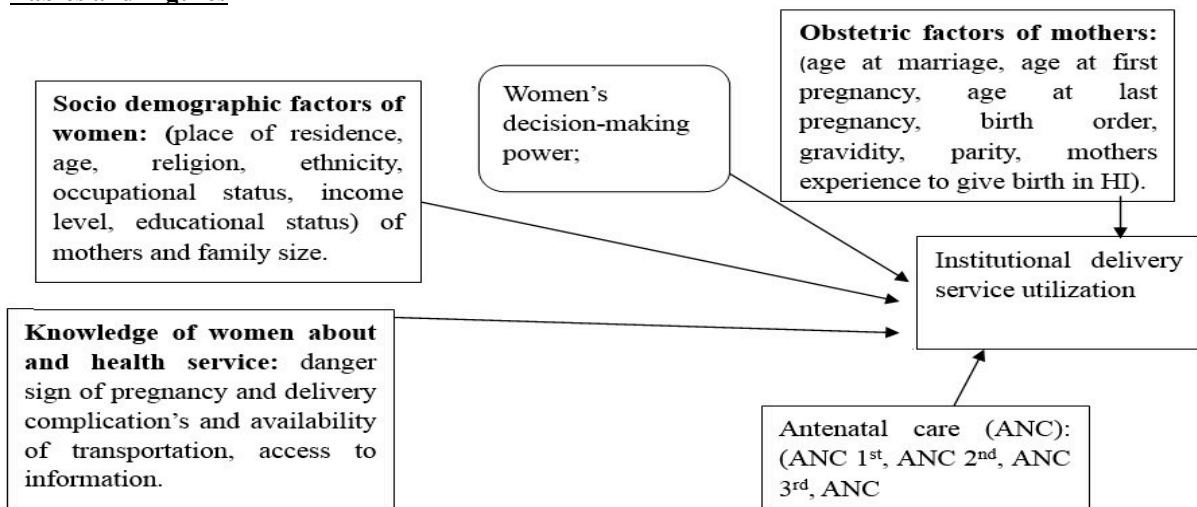 Obstetric factors of mothers:
(age at marriage, age at first
pregnancy, age at last
pregnancy, birth order,
gravidity, parity, mothers
experience to give birth in HI).
Women’s
decision-making
power;
Socio demographic factors of
women: (place of residence,
age, religion, ethnicity,
occupational status, income
level, educational status) of
mothers and family size.
Institutional delivery
service utilization
Knowledge of women about
and health service: danger
sign of pregnancy and delivery
complication’s and availability
of transportation, access to
information.
Antenatal care (ANC):
(ANC 1st, ANC 2nd, ANC
3rd, ANC